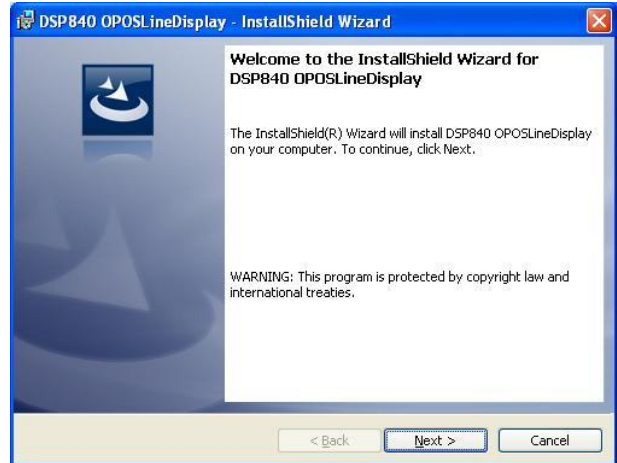 DSP840 OPOSLineDisplay - InstallShield Wizard
Welcome to the InstallShield Wizard for
DSP840 OPOSLineDisplay
The InstallShield(R) Wizard will install DSP840 OPOSLineDisplay
on your computer. To continue, click Next.
WARNING: This program is protected by copyright law and
international treaties.
< Back
Next >
Cancel